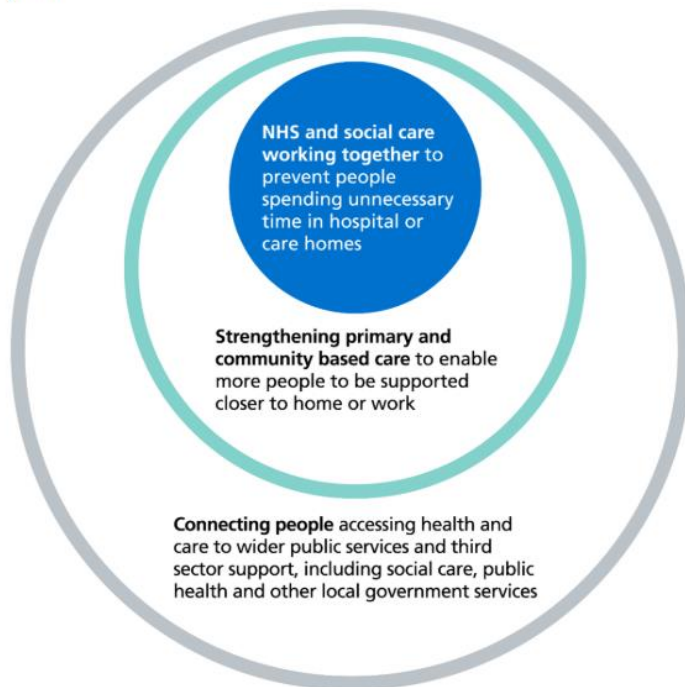 NHS and social care
working together to
prevent people
spending unnecessary
time in hospital or
care homes
Strengthening primary and
community based care to enable
more people to be supported
closer to home or work
Connecting people accessing health and
care to wider public services and third
sector support, including social care, public
health and other local government services